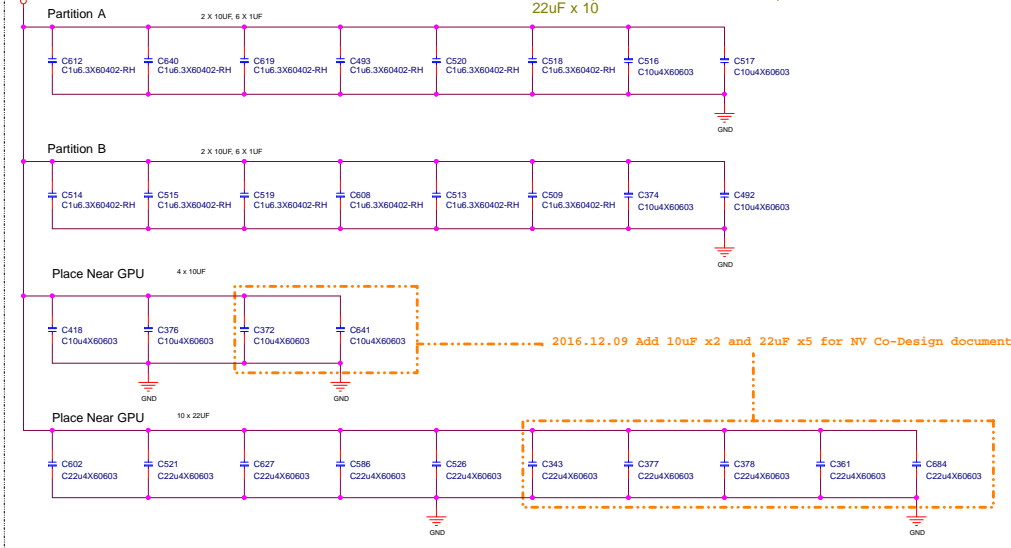 22uF x 10
Partition A
2 X 10UF, 6 X 1UF
C612
C1u6.3X60402-RH
C640
C1u6.3X60402-RH
C619
C1u6.3X60402-RH
C493
C1u6.3X60402-RH
C520
C1u6.3X60402-RH
C518
C1u6.3X60402-RH
C516
C10u4X60603
C517
C10u4X60603
GND
Partition B
2 X 10UF, 6 X 1UF
C514
C1u6.3X60402-RH
C515
C1u6.3X60402-RH
C519
C1u6.3X60402-RH
C608
C1u6.3X60402-RH
C513
C1u6.3X60402-RH
C509
C1u6.3X60402-RH
C374
C10u4X60603
C492
C10u4X60603
GND
Place Near GPU
4 x 10UF
C418
C10u4X60603
C376
C10u4X60603
C372
C10u4X60603
C641
C10u4X60603
2016.12.09 Add 10uF x2 and 22uF x5 for NV Co-Design document
GND
GND
Place Near GPU
10 x 22UF
C602
C22u4X60603
C521
C22u4X60603
C627
C22u4X60603
C586
C22u4X60603
C526
C22u4X60603
C343
C22u4X60603
C377
C22u4X60603
C378
C22u4X60603
C361
C22u4X60603
C684
C22u4X60603
GND
GND